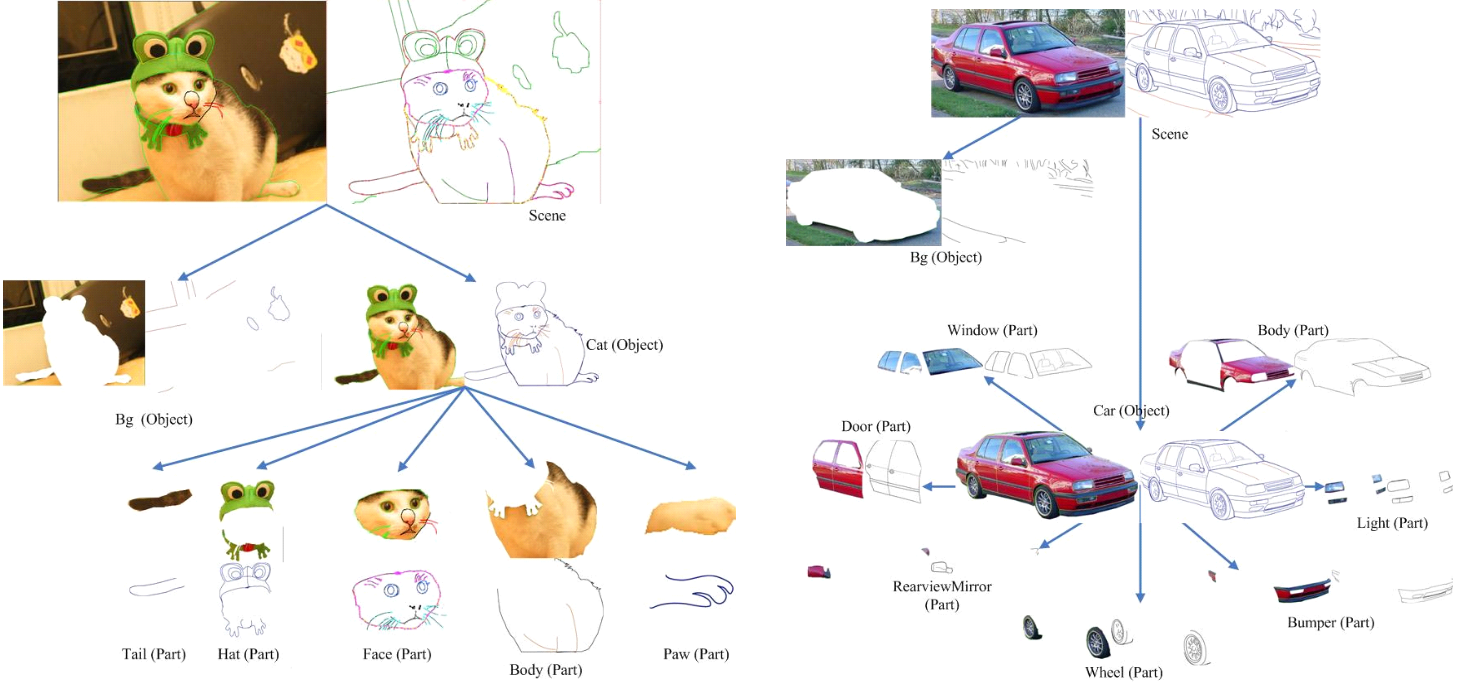 Scene
Bg (Object)
Cat (Object)
Tail (Part)
Hat (Part)
Face (Part)
Body (Part)
Paw (Part)
Scene
Bg (Object)
Window (Part)
Body (Part)
Car (Object)
Door (Part)
Light (Part)
RearviewMirror
(Part)
Bumper (Part)
Wheel (Part)